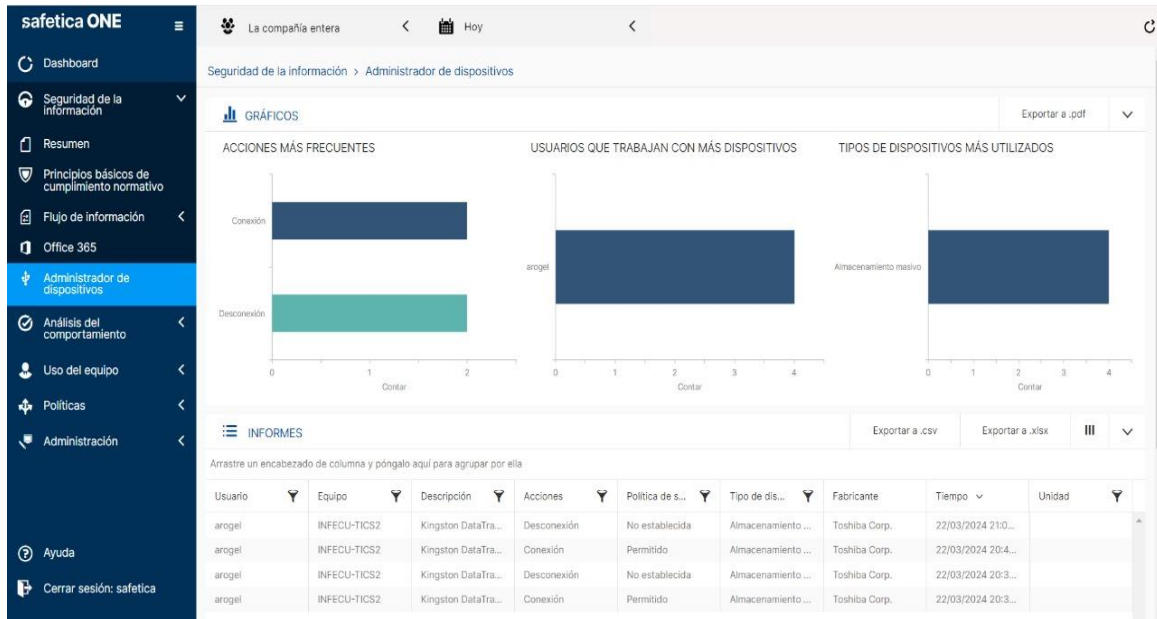 safetica ONE
La compañía entera
Hoy
Dashboard
Seguridad de la
información
Resumen
Principios básicos de
cumplimiento normativo
Flujo de información
Office 365
Administrador de
dispositivos
Análisis del
comportamiento
Uso del equipo
Políticas
Administración
Ayuda
Cerrar sesión: safetica
Seguridad de la información > Administrador de dispositivos
GRÁFICOS
Exportar a .pdf
ACCIONES MÁS FRECUENTES
Conexión
Desconexión
0 1 2
Contar
USUARIOS QUE TRABAJAN CON MÁS DISPOSITIVOS
arogel
0 1 2 3 4
Contar
TIPOS DE DISPOSITIVOS MÁS UTILIZADOS
Almacenamiento masivo
0 1 2 3 4
Contar
INFORMES
Exportar a .csv
Exportar a .xlsx
Arrastre un encabezado de columna y póngalo aquí para agrupar por ella
Usuario Equipo Descripción Acciones Política de s... Tipo de dis... Fabricante Tiempo Unidad
arogel INFECU-TICS2 Kingston DataTra... Desconexión No establecida Almacenamiento ... Toshiba Corp. 22/03/2024 21:0...
arogel INFECU-TICS2 Kingston DataTra... Conexión Permitido Almacenamiento ... Toshiba Corp. 22/03/2024 20:4...
arogel INFECU-TICS2 Kingston DataTra... Desconexión No establecida Almacenamiento ... Toshiba Corp. 22/03/2024 20:3...
arogel INFECU-TICS2 Kingston DataTra... Conexión Permitido Almacenamiento ... Toshiba Corp. 22/03/2024 20:3...